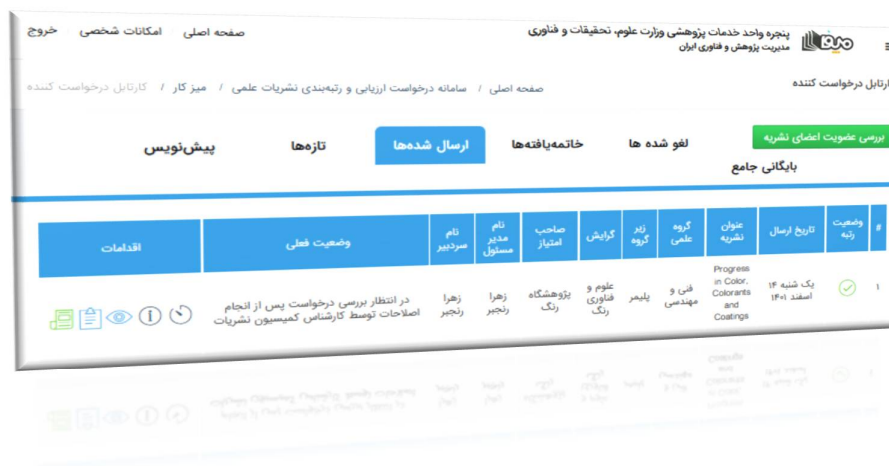 پنجره واحد خدمات پژوهشی وزارت علوم، تحقیقات و فناوری
مدیریت پژوهش و فناوری ایران
صفحه اصلی امکانات شخصی خروج
کارتابل درخواست کننده
صفحه اصلی / سامانه درخواست ارزیابی و رتبه‌بندی نشریات علمی / میز کار / کارتابل درخواست کننده
بررسی عضویت اعضای نشریه
لغو شده ها خاتمه‌یافته‌ها ارسال شده‌ها تازه‌ها پیش‌نویس
بایگانی جامع
# وضعیت رتبه تاریخ ارسال عنوان نشریه گروه علمی زیر گروه گرایش صاحب امتیاز نام مدیر مسئول نام سردبیر وضعیت فعلی اقدامات
۱ یک شنبه ۱۴ اسفند ۱۴۰۱ Progress in Color, Colorants and Coatings فنی و مهندسی پلیمر علوم و فناوری رنگ پژوهشگاه رنگ زهرا رنجبر زهرا رنجبر در انتظار بررسی درخواست پس از انجام اصلاحات توسط کارشناس کمیسیون نشریات